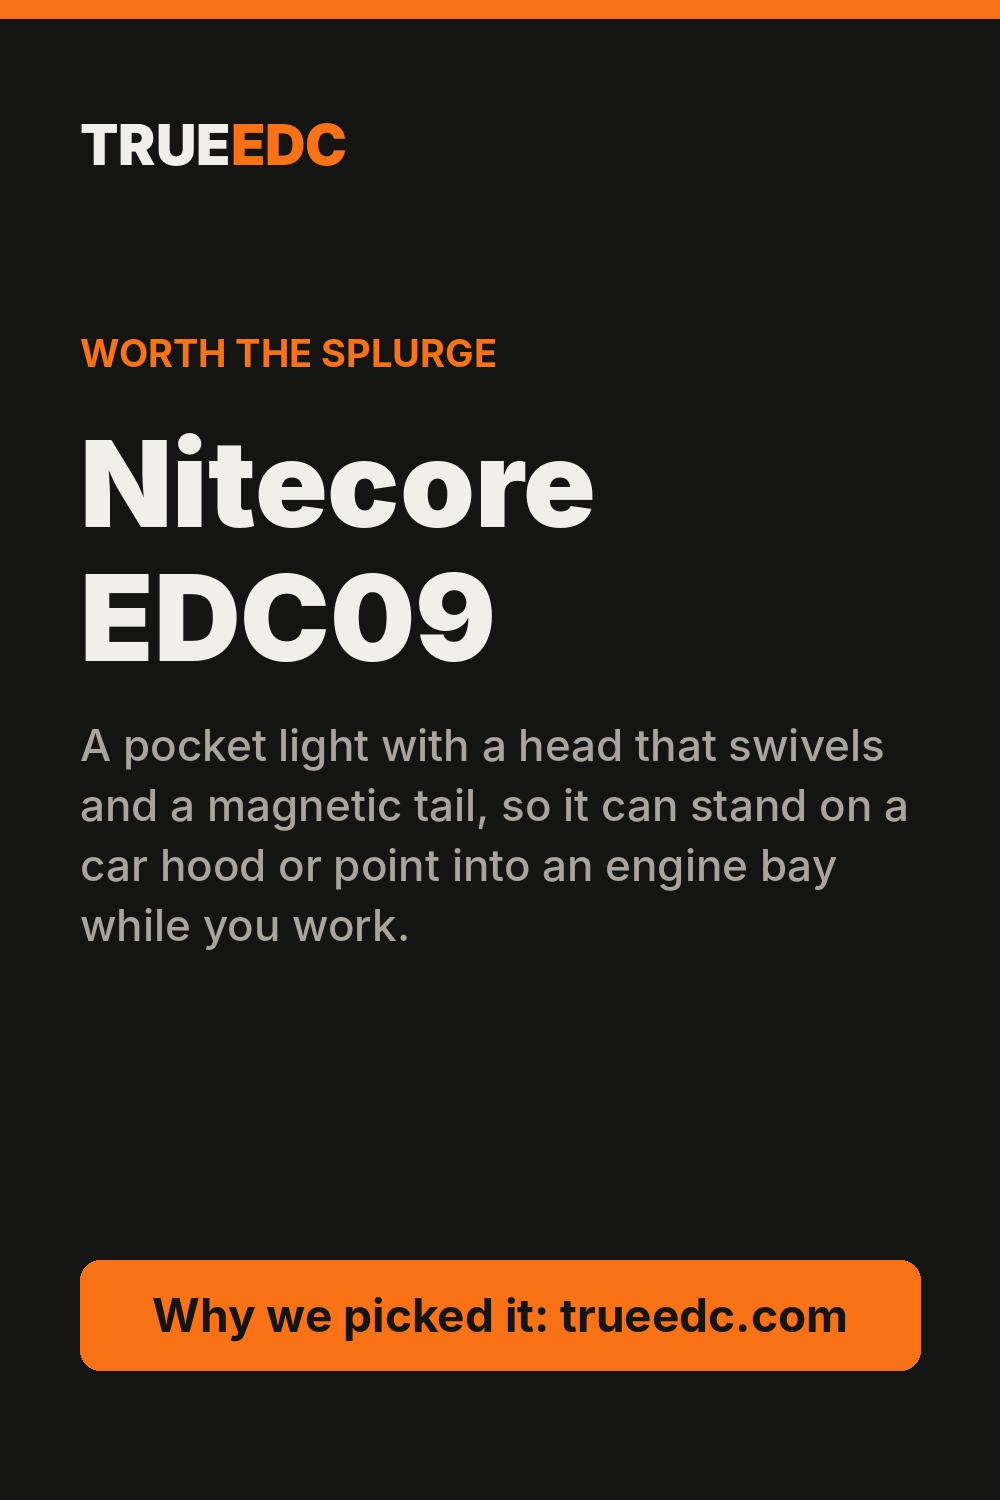 TRUEEDC
WORTH THE SPLURGE
Nitecore
EDC09
A pocket light with a head that swivels
and a magnetic tail, so it can stand on a
car hood or point into an engine bay
while you work.
Why we picked it: trueedc.com